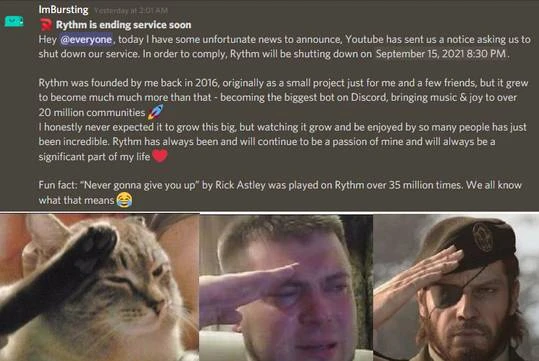 ImBursting Yesterday at 2:01 AM
Rythm is ending service soon
Hey @everyone, today I have some unfortunate news to announce, Youtube has sent us a notice asking us to
shut down our service. In order to comply, Rythm will be shutting down on September 15, 2021 8:30 PM.
Rythm was founded by me back in 2016, originally as a small project just for me and a few friends, but it grew
to become much much more than that - becoming the biggest bot on Discord, bringing music & joy to over
20 million communities 🚀
I honestly never expected it to grow this big, but watching it grow and be enjoyed by so many people has just
been incredible. Rythm has always been and will continue to be a passion of mine and will always be a
significant part of my life ❤️
Fun fact: “Never gonna give you up” by Rick Astley was played on Rythm over 35 million times. We all know
what that means 😂